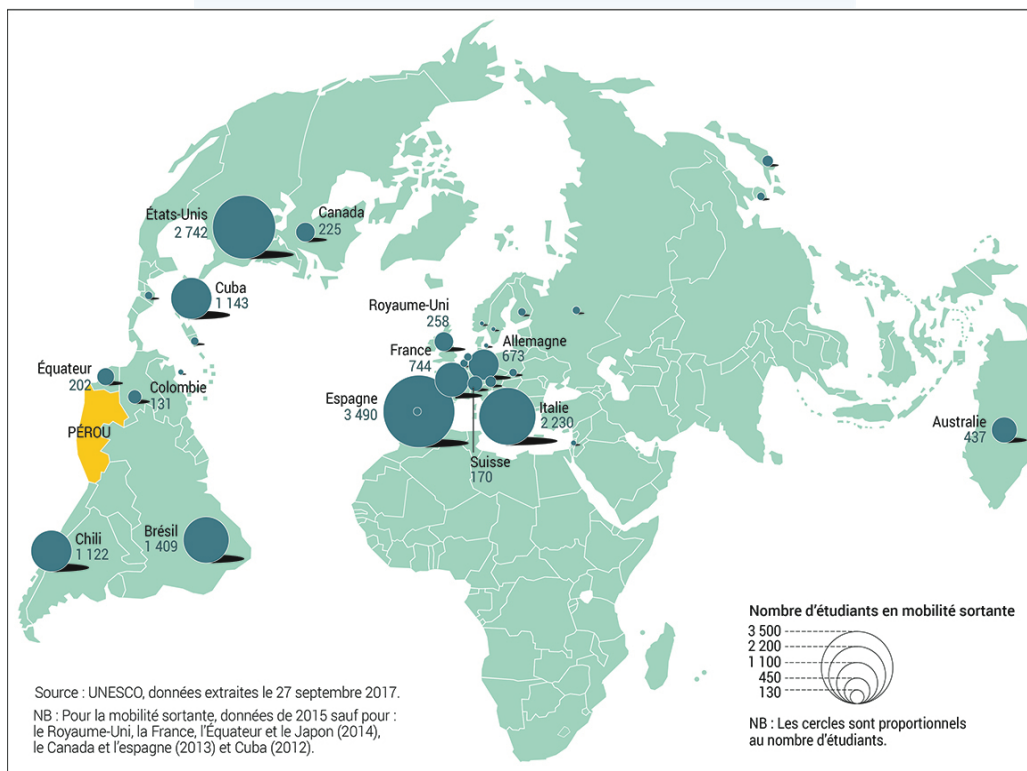 États-Unis
2 742
Canada
225
Cuba
1 143
Royaume-Uni
258
Allemagne
673
France
744
Équateur
202
Colombie
131
Espagne
3 490
Italie
2 230
PÉROU
Suisse
170
Australie
437
Chili
1 122
Brésil
1 409
Nombre d'étudiants en mobilité sortante
3 500
2 200
1 100
450
130
NB : Les cercles sont proportionnels
au nombre d'étudiants.
Source : UNESCO, données extraites le 27 septembre 2017.
NB : Pour la mobilité sortante, données de 2015 sauf pour :
le Royaume-Uni, la France, l'Équateur et le Japon (2014),
le Canada et l'espagne (2013) et Cuba (2012).